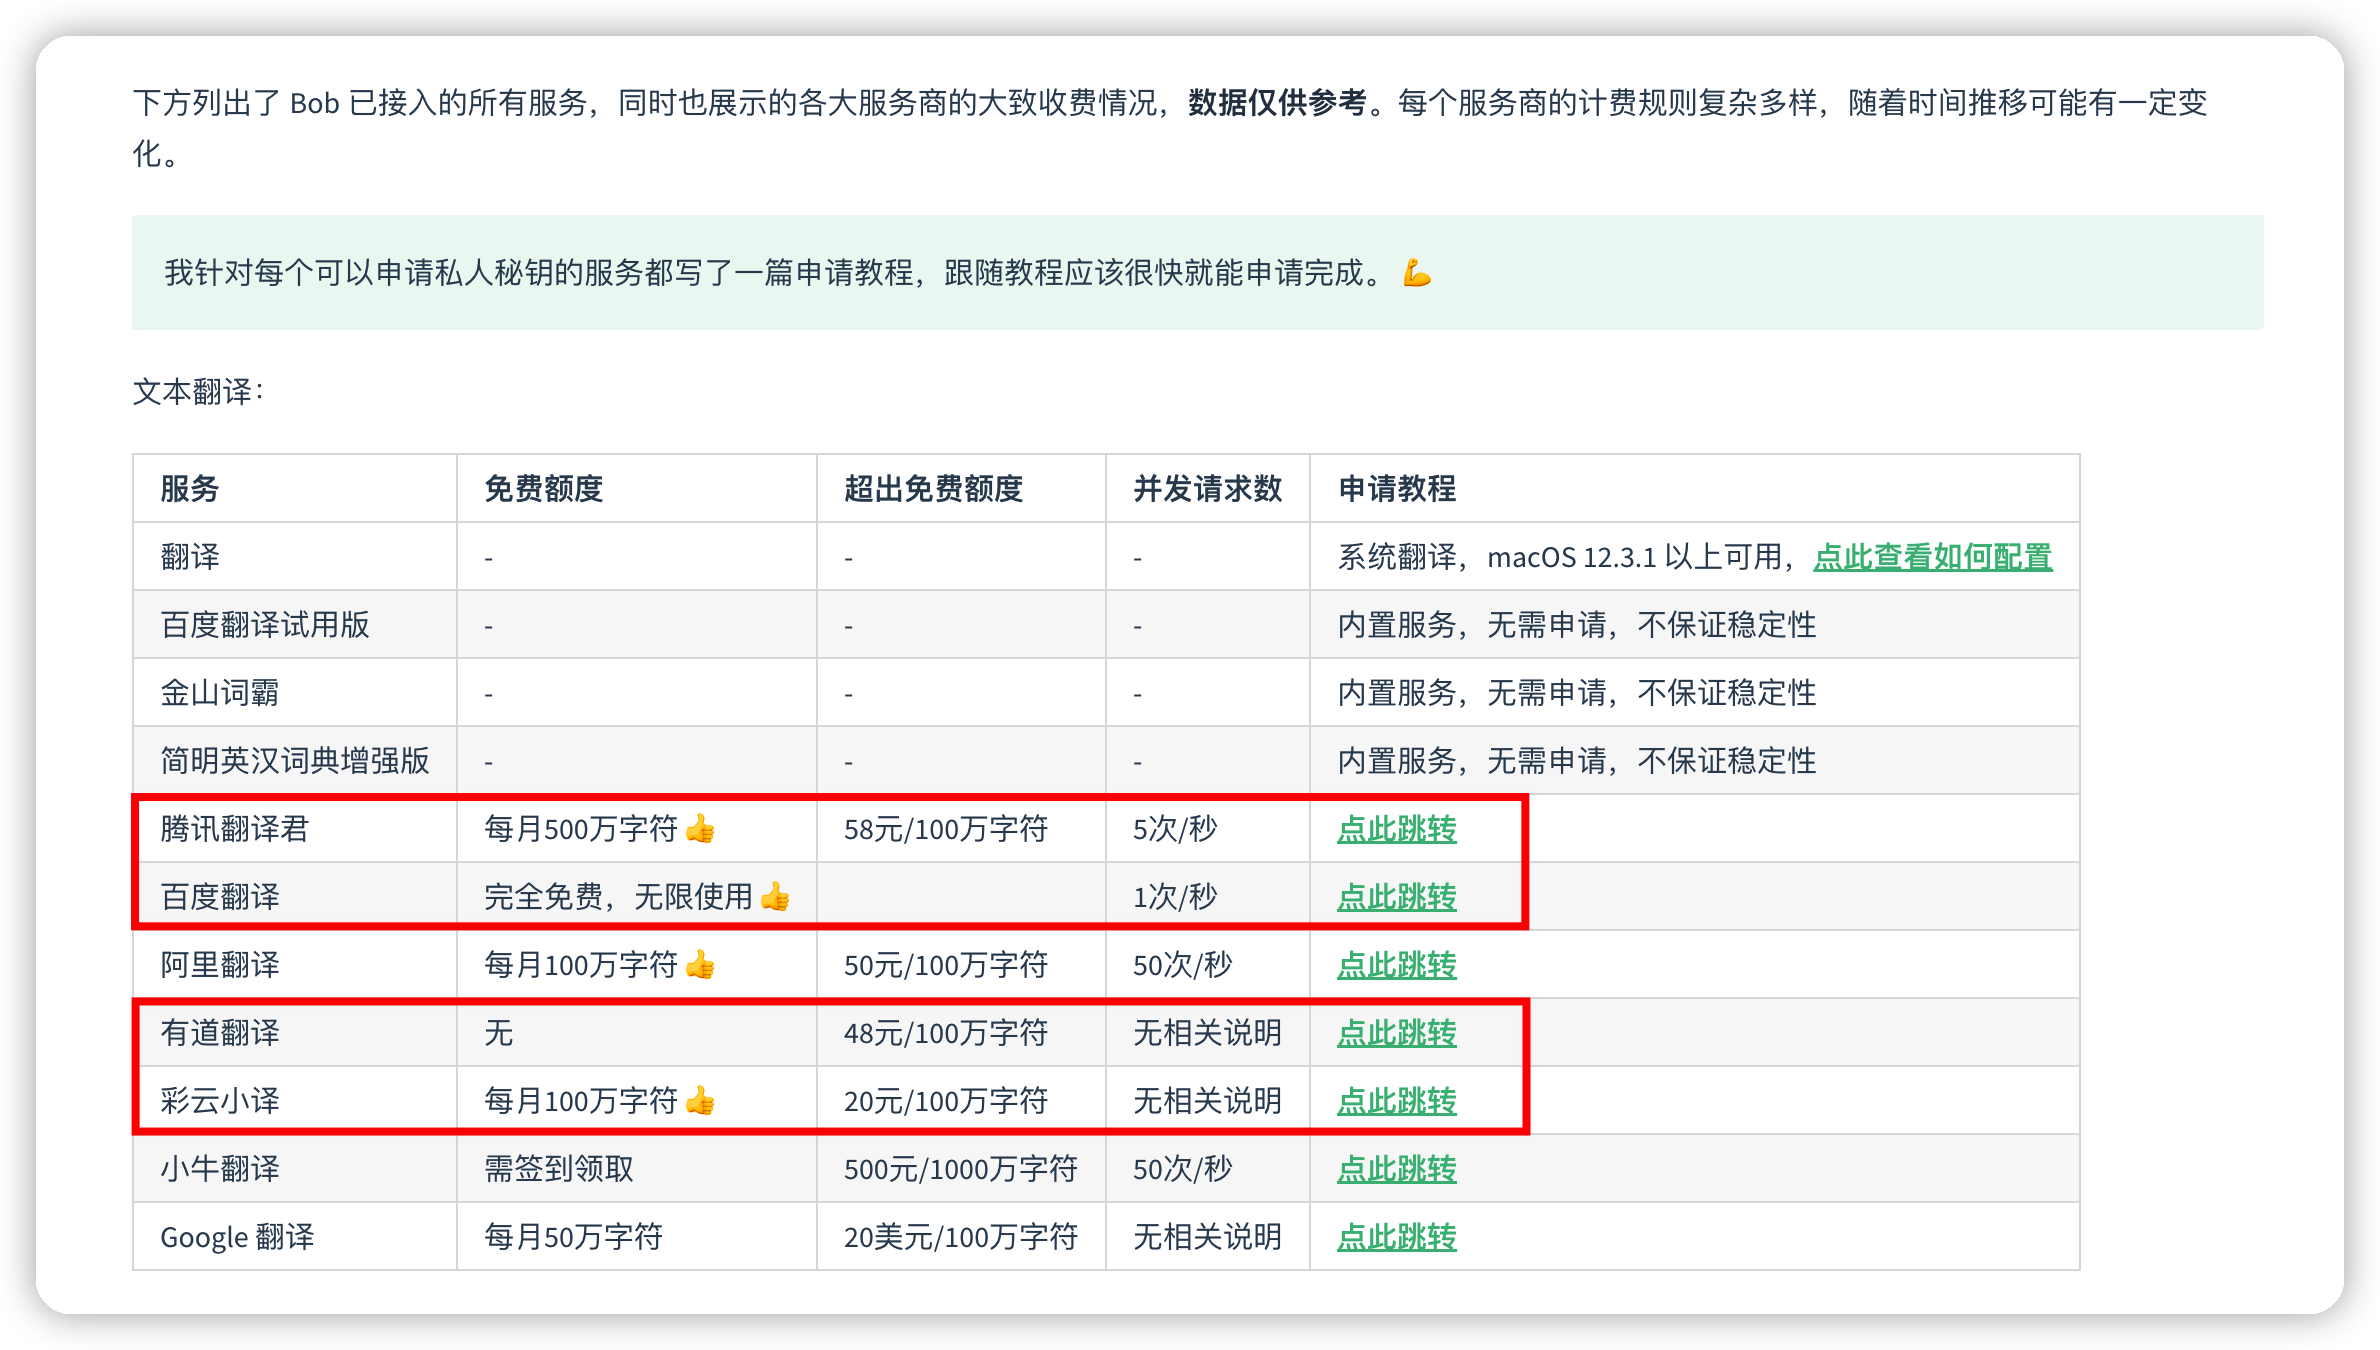 下方列出了 Bob 已接入的所有服务，同时也展示的各大服务商的大致收费情况，数据仅供参考。每个服务商的计费规则复杂多样，随着时间推移可能有一定变
化。
我针对每个可以申请私人秘钥的服务都写了一篇申请教程，跟随教程应该很快就能申请完成。💪
文本翻译：
服务 免费额度 超出免费额度 并发请求数 申请教程
翻译 - - - 系统翻译，macOS 12.3.1 以上可用，点此查看如何配置
百度翻译试用版 - - - 内置服务，无需申请，不保证稳定性
金山词霸 - - - 内置服务，无需申请，不保证稳定性
简明英汉词典增强版 - - - 内置服务，无需申请，不保证稳定性
腾讯翻译君 每月500万字符👍 58元/100万字符 5次/秒 点此跳转
百度翻译 完全免费，无限使用👍 1次/秒 点此跳转
阿里翻译 每月100万字符👍 50元/100万字符 50次/秒 点此跳转
有道翻译 无 48元/100万字符 无相关说明 点此跳转
彩云小译 每月100万字符👍 20元/100万字符 无相关说明 点此跳转
小牛翻译 需签到领取 500元/1000万字符 50次/秒 点此跳转
Google 翻译 每月50万字符 20美元/100万字符 无相关说明 点此跳转